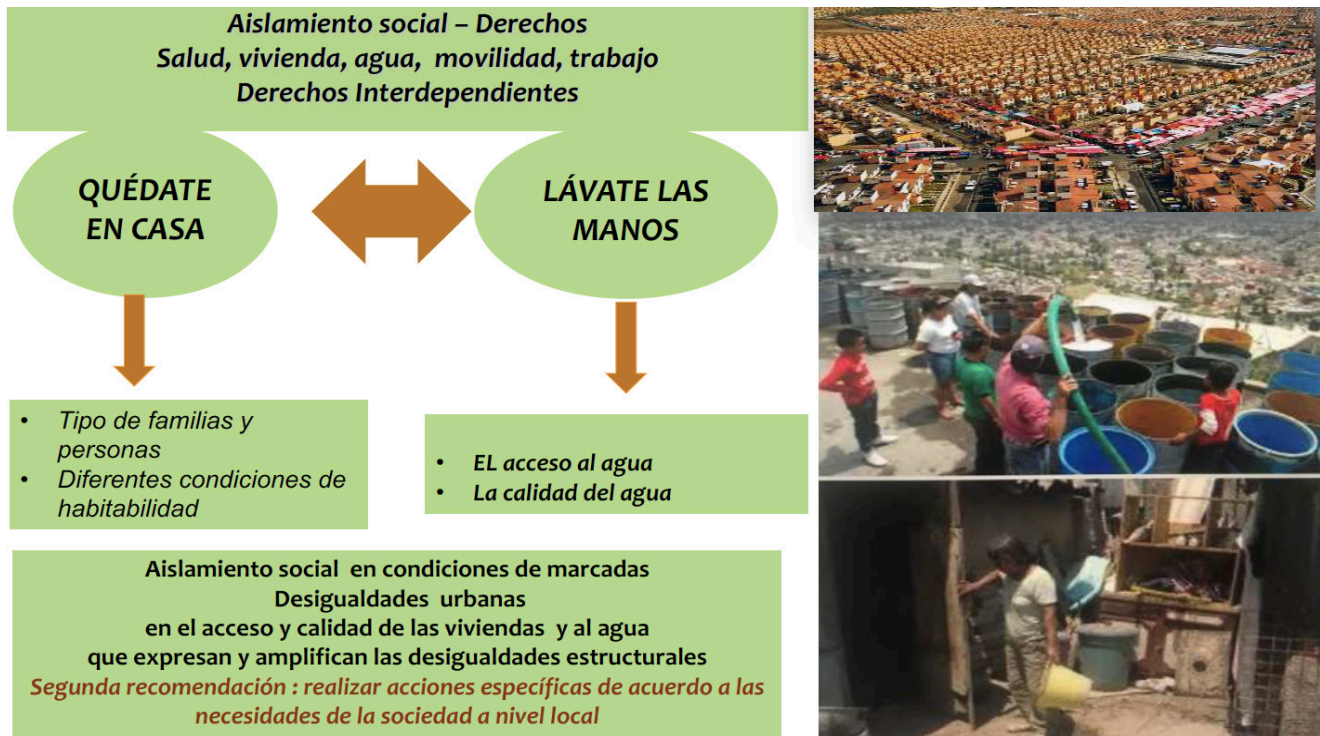 Aislamiento social – Derechos
Salud, vivienda, agua, movilidad, trabajo
Derechos Interdependientes
QUÉDATE
EN CASA
LÁVATE LAS
MANOS
• Tipo de familias y
personas
• Diferentes condiciones de
habitabilidad
• EL acceso al agua
• La calidad del agua
Aislamiento social en condiciones de marcadas
Desigualdades urbanas
en el acceso y calidad de las viviendas y al agua
que expresan y amplifican las desigualdades estructurales
Segunda recomendación : realizar acciones específicas de acuerdo a las
necesidades de la sociedad a nivel local